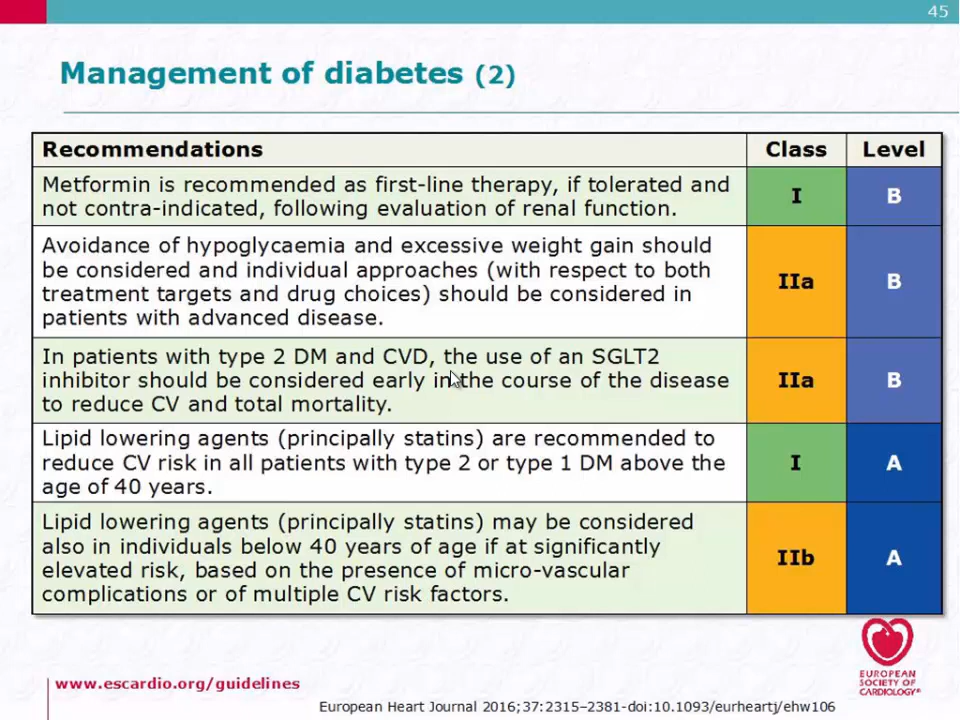 45
Management of diabetes (2)
Recommendations Class Level
Metformin is recommended as first-line therapy, if tolerated and
not contra-indicated, following evaluation of renal function.
I B
Avoidance of hypoglycaemia and excessive weight gain should
be considered and individual approaches (with respect to both
treatment targets and drug choices) should be considered in
patients with advanced disease.
IIa B
In patients with type 2 DM and CVD, the use of an SGLT2
inhibitor should be considered early in the course of the disease
to reduce CV and total mortality.
IIa B
Lipid lowering agents (principally statins) are recommended to
reduce CV risk in all patients with type 2 or type 1 DM above the
age of 40 years.
I A
Lipid lowering agents (principally statins) may be considered
also in individuals below 40 years of age if at significantly
elevated risk, based on the presence of micro-vascular
complications or of multiple CV risk factors.
IIb A
www.escardio.org/guidelines
EUROPEAN
SOCIETY OF
CARDIOLOGY®
European Heart Journal 2016;37:2315–2381-doi:10.1093/eurheartj/ehw106